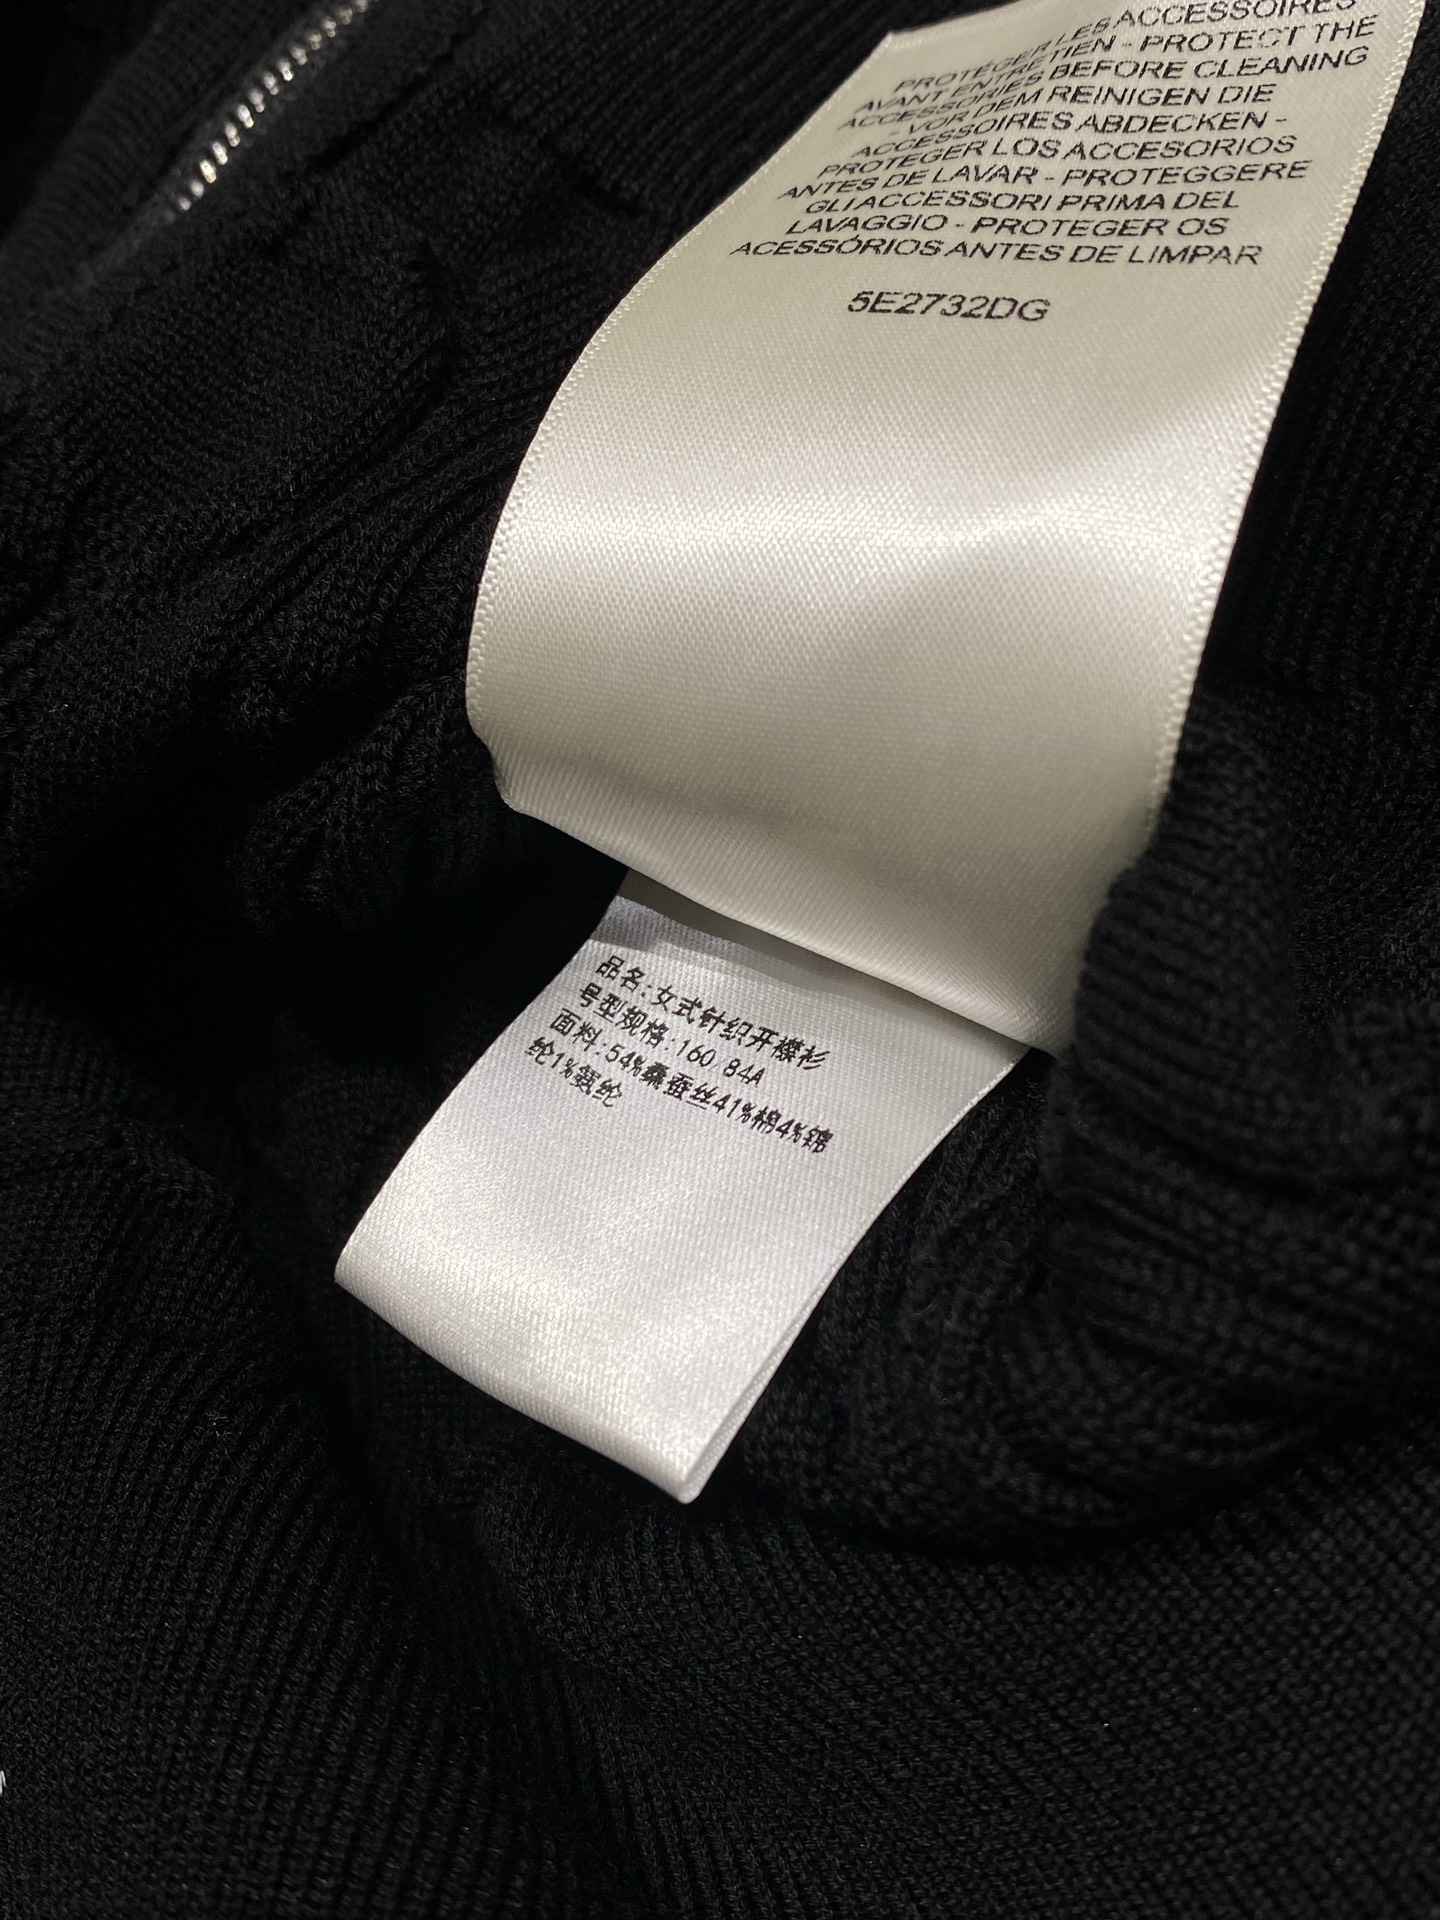 PROTÉGER LES ACCESSOIRES
AVANT ENTRETIEN - PROTECT THE
ACCESSORIES BEFORE CLEANING
- VOR DEM REINIGEN DIE
ACCESSOIRES ABDECKEN -
PROTEGER LOS ACCESORIOS
ANTES DE LAVAR - PROTEGGERE
GLI ACCESSORI PRIMA DEL
LAVAGGIO - PROTEGER OS
ACESSÓRIOS ANTES DE LIMPAR
5E2732DG
品名:女式针织开襟衫
号型规格:160 84A
面料:54%桑蚕丝41%棉4%锦
纶1%氨纶